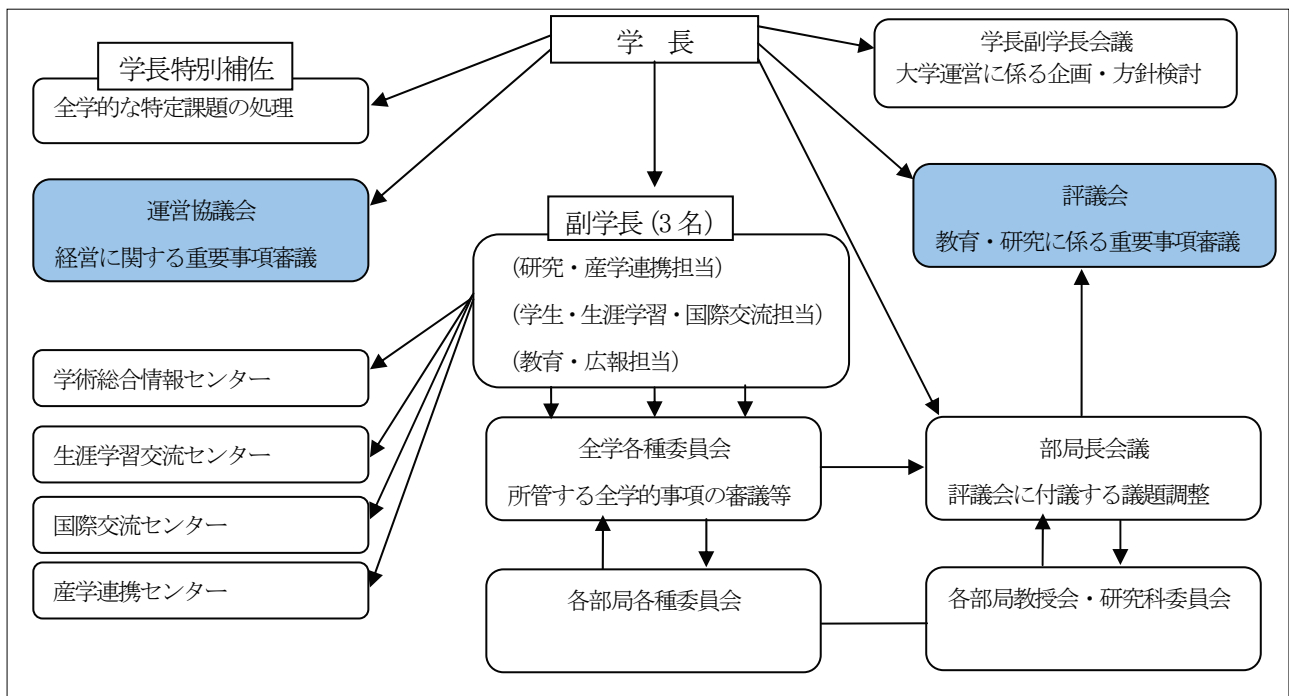 学　長
学長副学長会議
大学運営に係る企画・方針検討
学長特別補佐
全学的な特定課題の処理
運営協議会
経営に関する重要事項審議
評議会
教育・研究に係る重要事項審議
副学長(3名)
(研究・産学連携担当)
(学生・生涯学習・国際交流担当)
(教育・広報担当)
学術総合情報センター
生涯学習交流センター
国際交流センター
産学連携センター
全学各種委員会
所管する全学的事項の審議等
部局長会議
評議会に付議する議題調整
各部局各種委員会
各部局教授会・研究科委員会